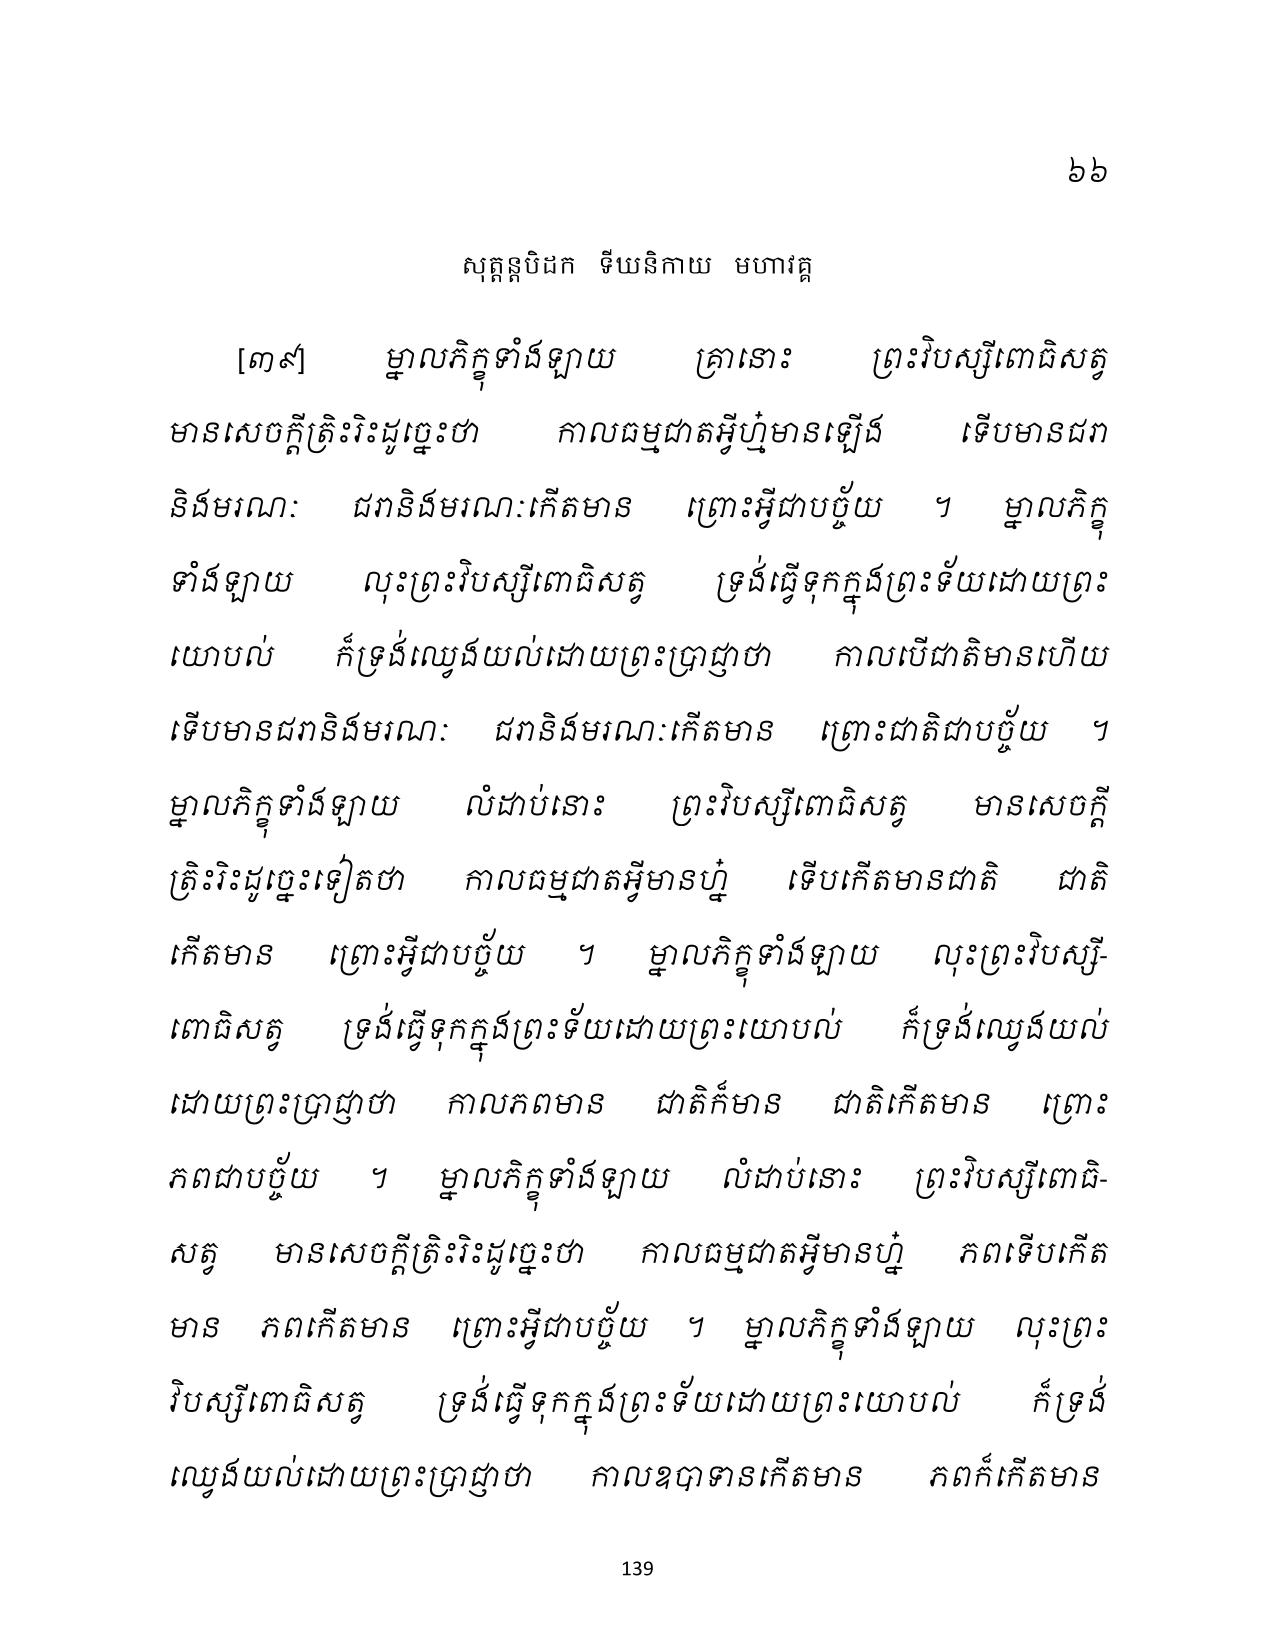 ៦៦
សុត្តន្តបិដក ទីឃនិកាយ មហាវគ្គ
[៣៩] ម្នាលភិក្ខុទាំងឡាយ គ្រានោះ ព្រះវិបស្សីពោធិសត្វ
មានសេចក្តីត្រិះរិះដូច្នេះថា កាលធម្មជាតអ្វីហ្ន៎មានឡើង ទើបមានជរា
និងមរណៈ ជរានិងមរណៈកើតមាន ព្រោះអ្វីជាបច្ច័យ ។ ម្នាលភិក្ខុ
ទាំងឡាយ លុះព្រះវិបស្សីពោធិសត្វ ទ្រង់ធ្វើទុកក្នុងព្រះទ័យដោយព្រះ
យោបល់ ក៏ទ្រង់ឈ្វេងយល់ដោយព្រះប្រាជ្ញាថា កាលបើជាតិមានហើយ
ទើបមានជរានិងមរណៈ ជរានិងមរណៈកើតមាន ព្រោះជាតិជាបច្ច័យ ។
ម្នាលភិក្ខុទាំងឡាយ លំដាប់នោះ ព្រះវិបស្សីពោធិសត្វ មានសេចក្តី
ត្រិះរិះដូច្នេះទៀតថា កាលធម្មជាតអ្វីមានហ្ន៎ ទើបកើតមានជាតិ ជាតិ
កើតមាន ព្រោះអ្វីជាបច្ច័យ ។ ម្នាលភិក្ខុទាំងឡាយ លុះព្រះវិបស្សី-
ពោធិសត្វ ទ្រង់ធ្វើទុកក្នុងព្រះទ័យដោយព្រះយោបល់ ក៏ទ្រង់ឈ្វេងយល់
ដោយព្រះប្រាជ្ញាថា កាលភពមាន ជាតិក៏មាន ជាតិកើតមាន ព្រោះ
ភពជាបច្ច័យ ។ ម្នាលភិក្ខុទាំងឡាយ លំដាប់នោះ ព្រះវិបស្សីពោធិ-
សត្វ មានសេចក្តីត្រិះរិះដូច្នេះថា កាលធម្មជាតអ្វីមានហ្ន៎ ភពទើបកើត
មាន ភពកើតមាន ព្រោះអ្វីជាបច្ច័យ ។ ម្នាលភិក្ខុទាំងឡាយ លុះព្រះ
វិបស្សីពោធិសត្វ ទ្រង់ធ្វើទុកក្នុងព្រះទ័យដោយព្រះយោបល់ ក៏ទ្រង់
ឈ្វេងយល់ដោយព្រះប្រាជ្ញាថា កាលឧបាទានកើតមាន ភពក៏កើតមាន
139